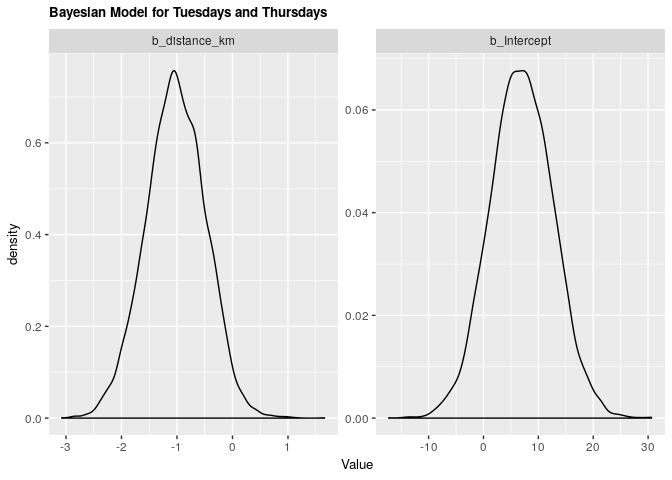 Bayesian Model for Tuesdays and Thursdays
b_distance_km
b_Intercept
density
0.6
0.4
0.2
0.0
0.06
0.04
0.02
0.00
-3 -2 -1 0 1
-10 0 10 20 30
Value